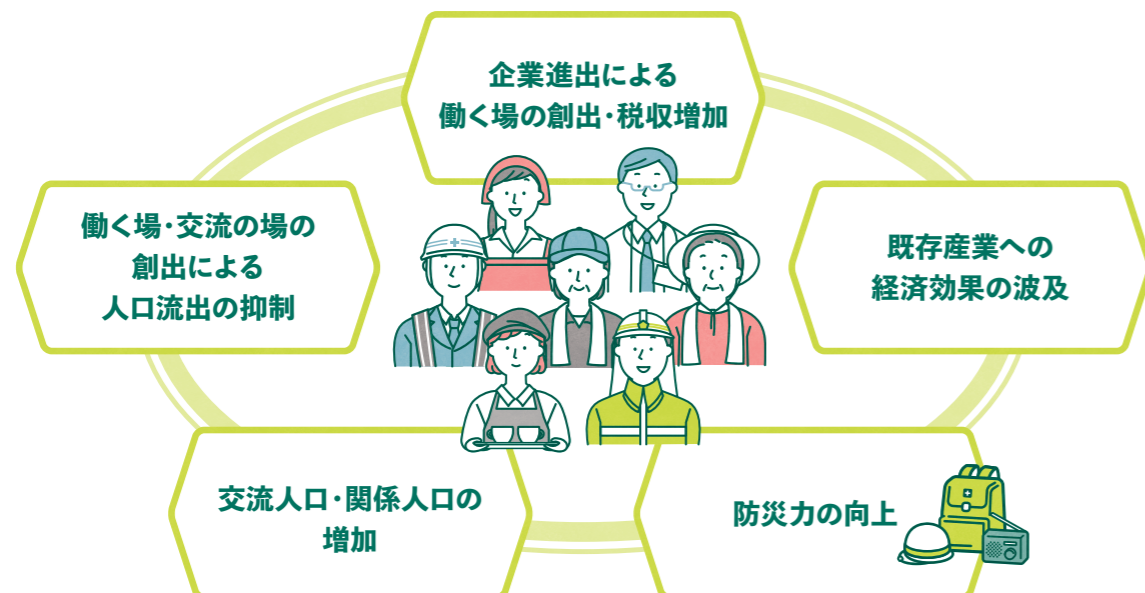 企業進出による
働く場の創出・税収増加
働く場・交流の場の
創出による
人口流出の抑制
既存産業への
経済効果の波及
交流人口・関係人口の
増加
防災力の向上